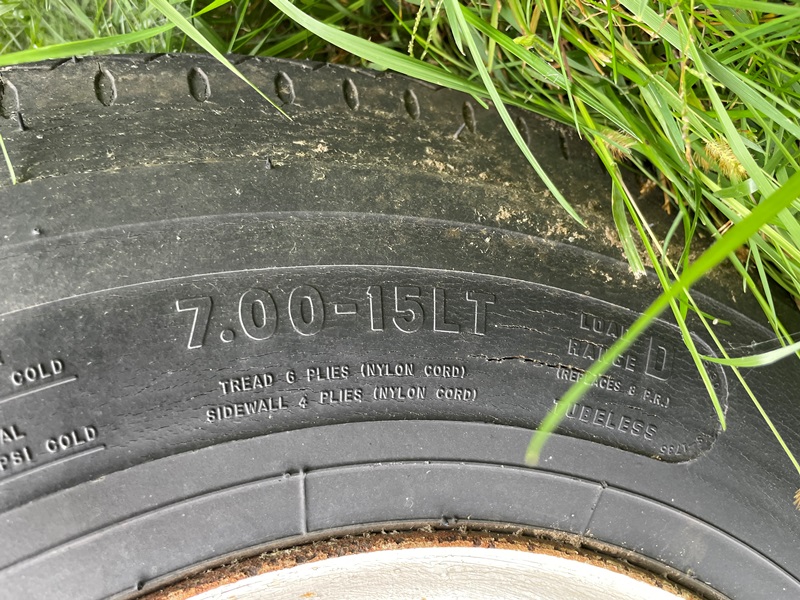 7.00-15LT
LOAD
RANGE D
(REPLACES 8 P.R.)
TUBELESS
TREAD 6 PLIES (NYLON CORD)
SIDEWALL 4 PLIES (NYLON CORD)
COLD
AL
PSI COLD